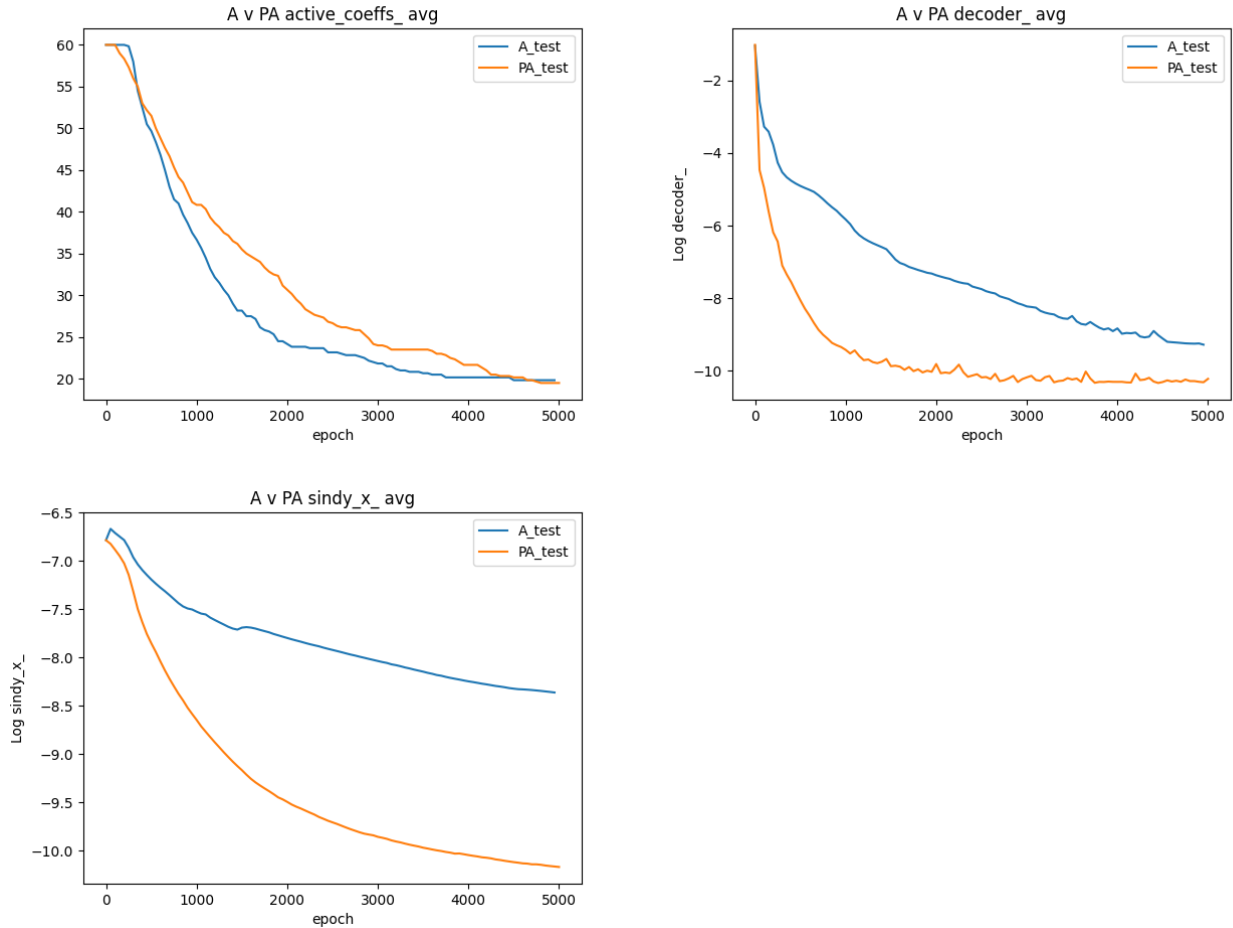 A v PA active_coeffs_ avg
60
55
50
45
40
35
30
25
20
0 1000 2000 3000 4000 5000
epoch
A_test
PA_test
A v PA decoder_ avg
Log decoder_
−2
−4
−6
−8
−10
0 1000 2000 3000 4000 5000
epoch
A_test
PA_test
A v PA sindy_x_ avg
Log sindy_x_
−6.5
−7.0
−7.5
−8.0
−8.5
−9.0
−9.5
−10.0
0 1000 2000 3000 4000 5000
epoch
A_test
PA_test